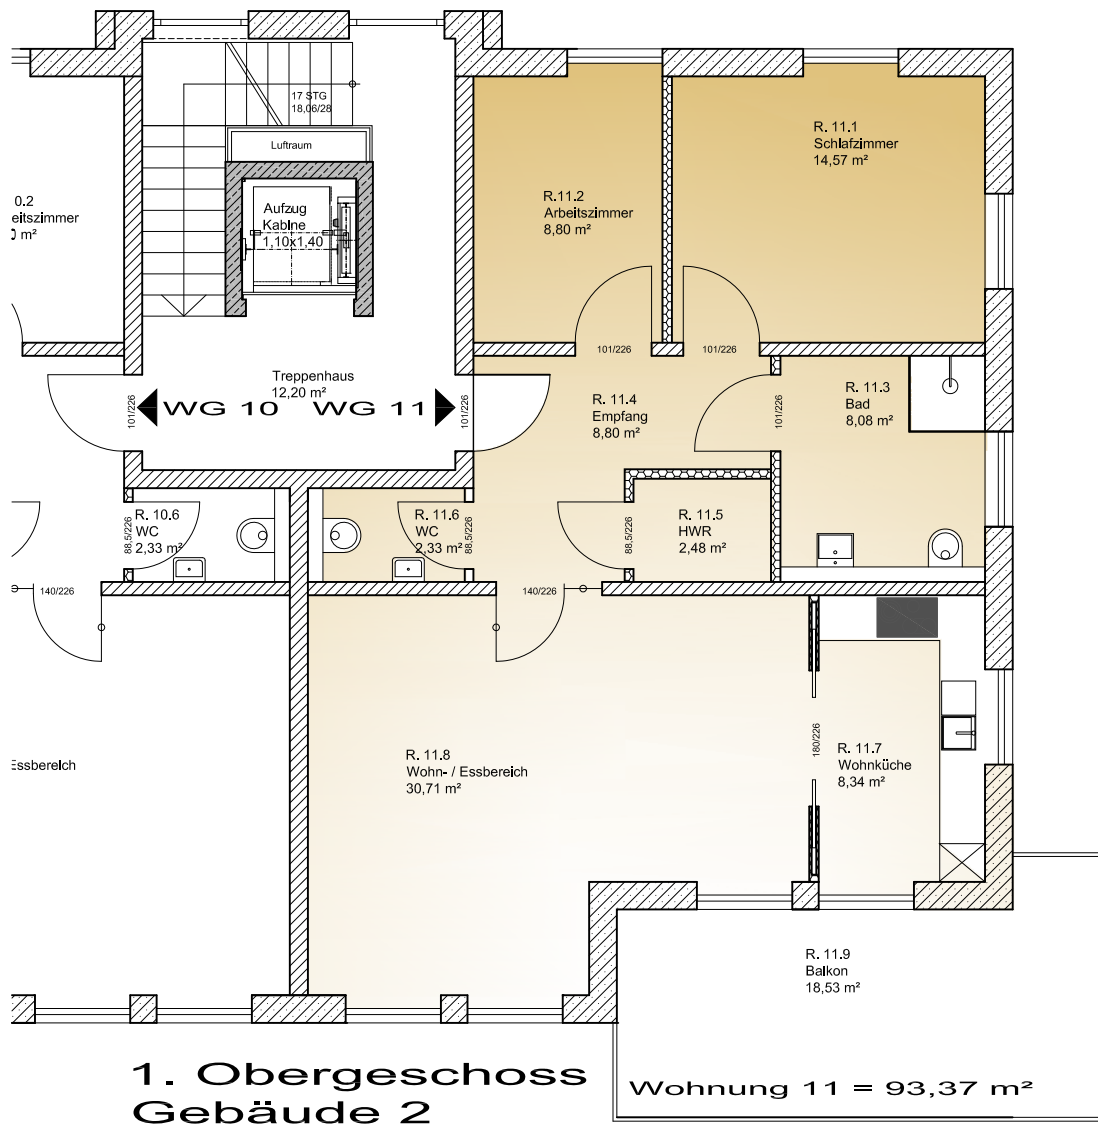 17 STG
18,06/28
Luftraum
Aufzug
Kabine
1,10x1,40
0.2
eitszimmer
0 m²
R.11.2
Arbeitszimmer
8,80 m²
R. 11.1
Schlafzimmer
14,57 m²
101/226
101/226
Treppenhaus
12,20 m²
101/226
WG 10
WG 11
101/226
R. 11.4
Empfang
8,80 m²
101/226
R. 11.3
Bad
8,08 m²
R. 10.6
WC
2,33 m²
88,5/226
R. 11.6
WC
2,33 m²
88,5/226
88,5/226
R. 11.5
HWR
2,48 m²
140/226
140/226
Essbereich
R. 11.8
Wohn- / Essbereich
30,71 m²
180/226
R. 11.7
Wohnküche
8,34 m²
R. 11.9
Balkon
18,53 m²
1. Obergeschoss
Gebäude 2
Wohnung 11 = 93,37 m²